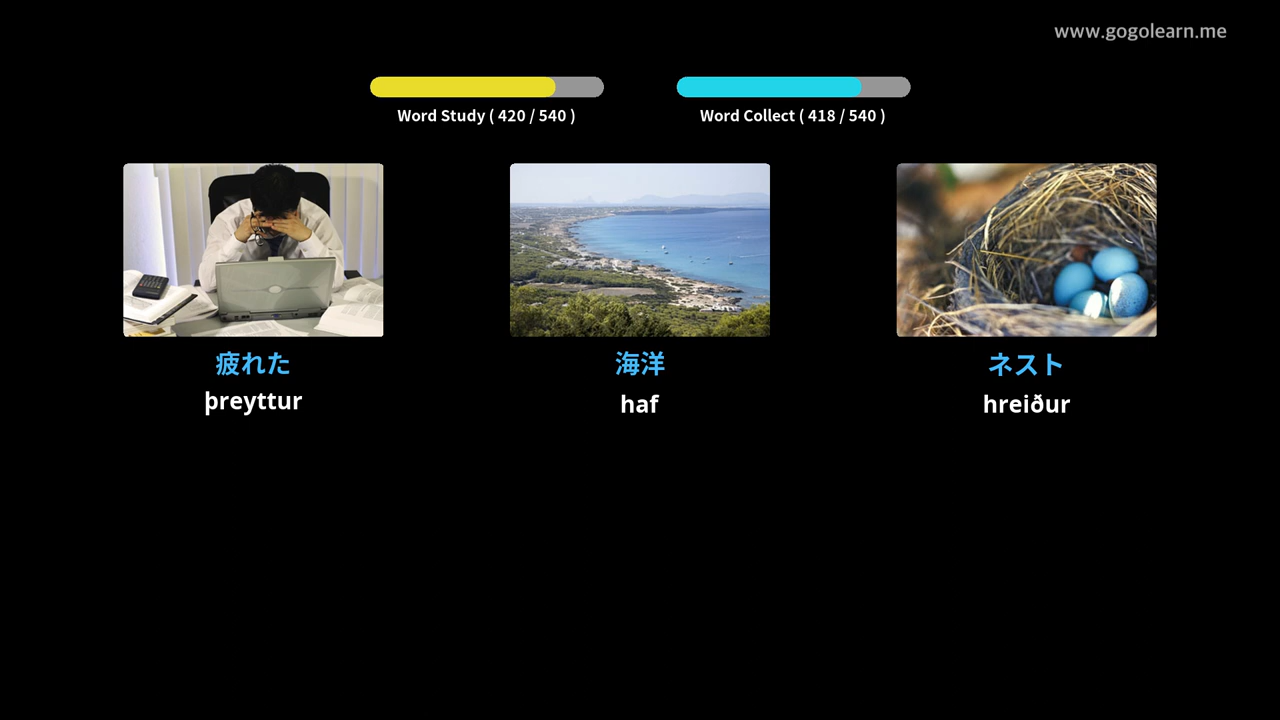 www.gogolearn.me
Word Study ( 420 / 540 )
Word Collect ( 418 / 540 )
疲れた
海洋
ネスト
þreyttur
haf
hreiður